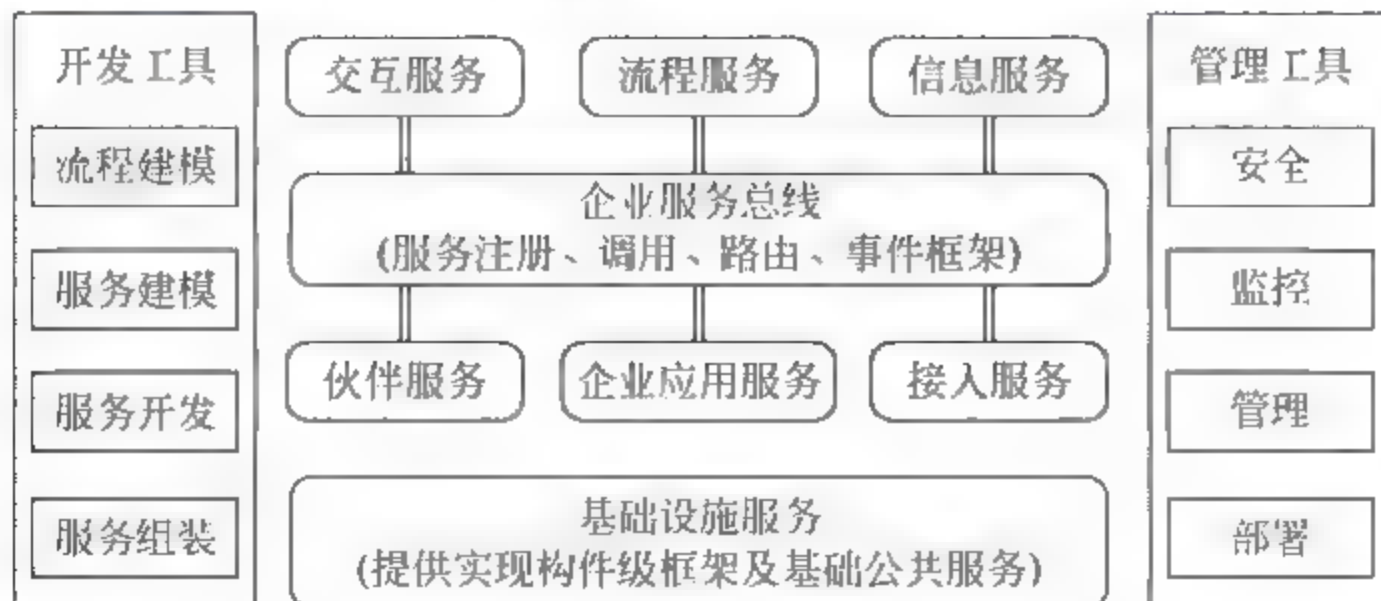 开发工具
流程建模
服务建模
服务开发
服务组装
交互服务
流程服务
信息服务
企业服务总线
(服务注册、调用、路由、事件框架)
伙伴服务
企业应用服务
接入服务
基础设施服务
(提供实现构件级框架及基础公共服务)
管理工具
安全
监控
管理
部署